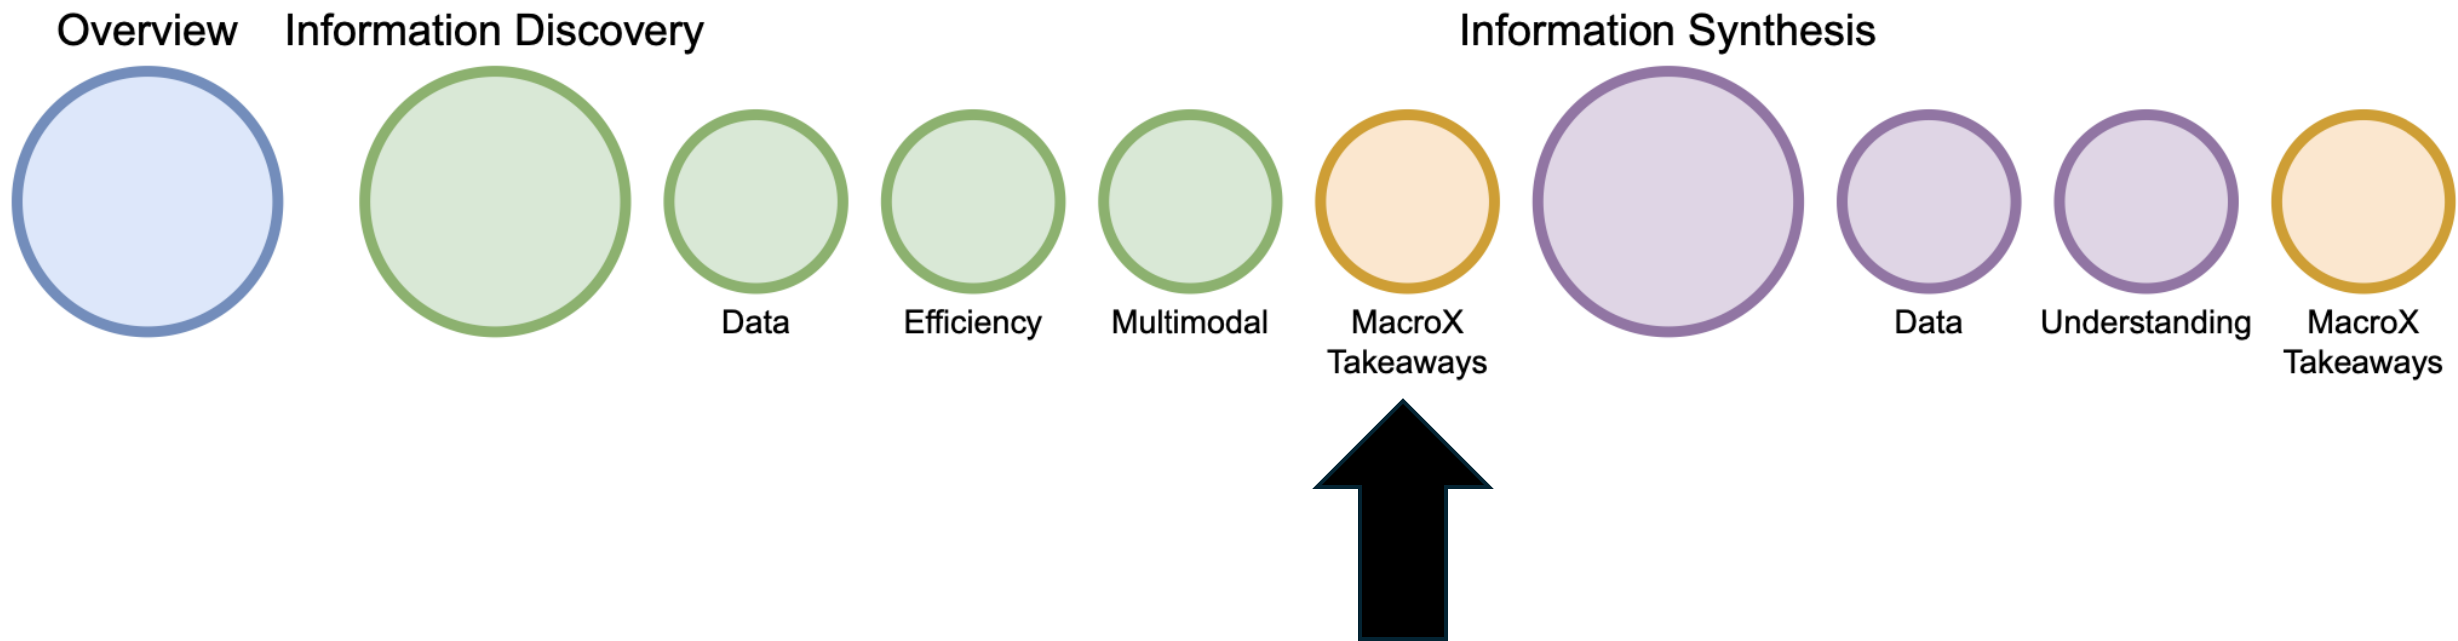 Overview
Information Discovery
Information Synthesis
Data
Efficiency
Multimodal
MacroX
Takeaways
Data
Understanding
MacroX
Takeaways